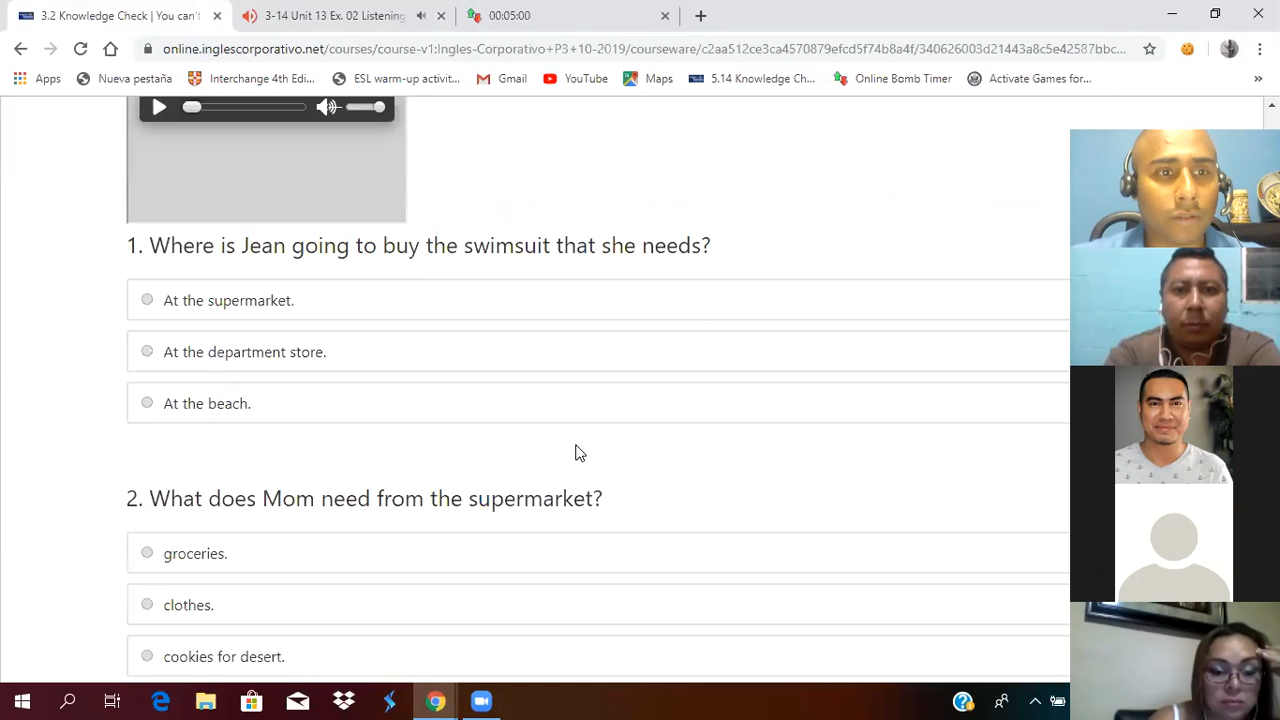 3.2 Knowledge Check | You can't
3-14 Unit 13 Ex. 02 Listening
00:05:00
online.inglescorporativo.net/courses/course-v1:Ingles-Corporativo+P3+10-2019/courseware/c2ae512ce3ca4570879efcd5f74b8a4f/340626003d21443a8c5e42587bbc...
Apps
Nueva pestaña
Interchange 4th Edi...
ESL warm-up activit...
Gmail
YouTube
Maps
5.14 Knowledge Ch...
Online Bomb Timer
Activate Games for...
»
1. Where is Jean going to buy the swimsuit that she needs?
At the supermarket.
At the department store.
At the beach.
2. What does Mom need from the supermarket?
groceries.
clothes.
cookies for desert.